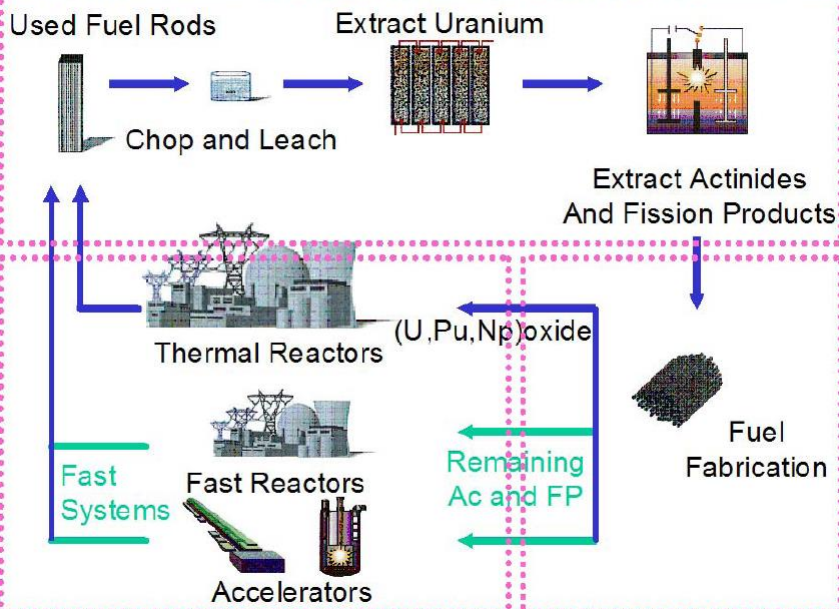 Used Fuel Rods
Extract Uranium
Chop and Leach
Extract Actinides
And Fission Products
(U,Pu,Np)oxide
Thermal Reactors
Fuel
Fabrication
Remaining
Ac and FP
Fast
Systems
Fast Reactors
Accelerators